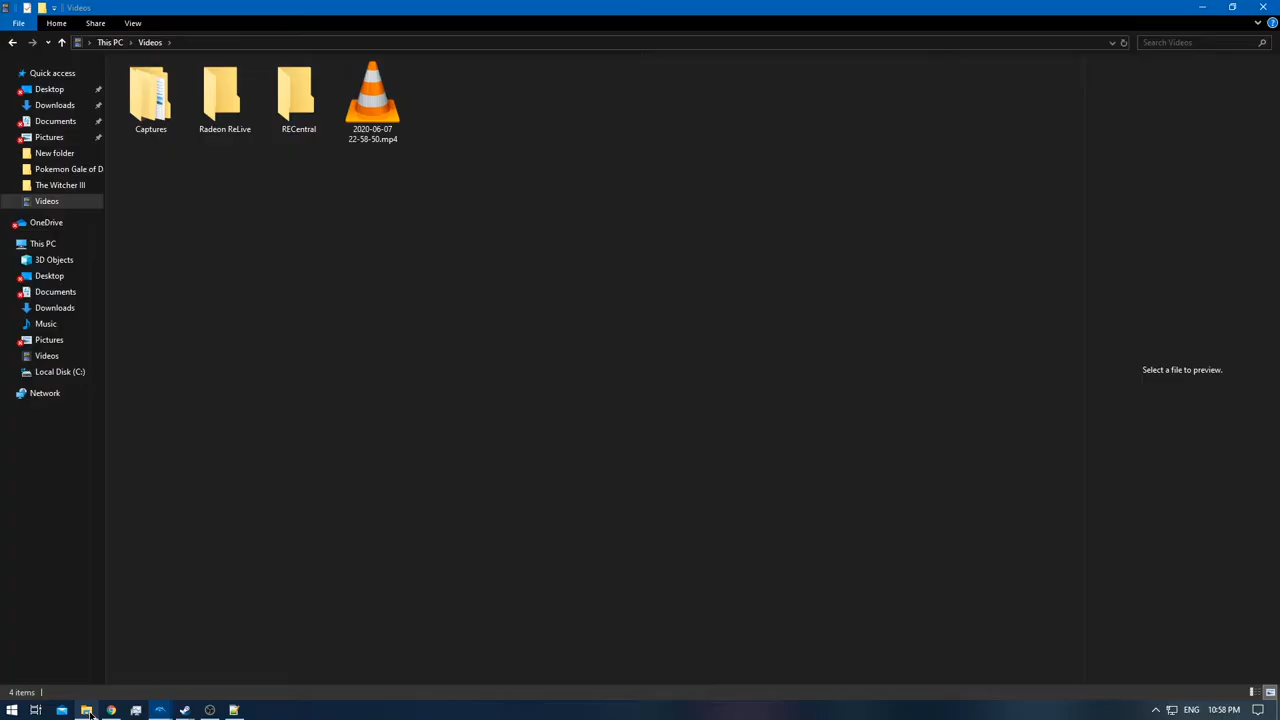 Videos
File
Home
Share
View
This PC
Videos
Search Videos
Quick access
Desktop
Downloads
Documents
Pictures
New folder
Pokemon Gale of D
The Witcher III
Videos
OneDrive
This PC
3D Objects
Desktop
Documents
Downloads
Music
Pictures
Videos
Local Disk (C:)
Network
Captures
Radeon ReLive
RECentral
2020-06-07
22-58-50.mp4
Select a file to preview.
4 items
ENG
10:58 PM